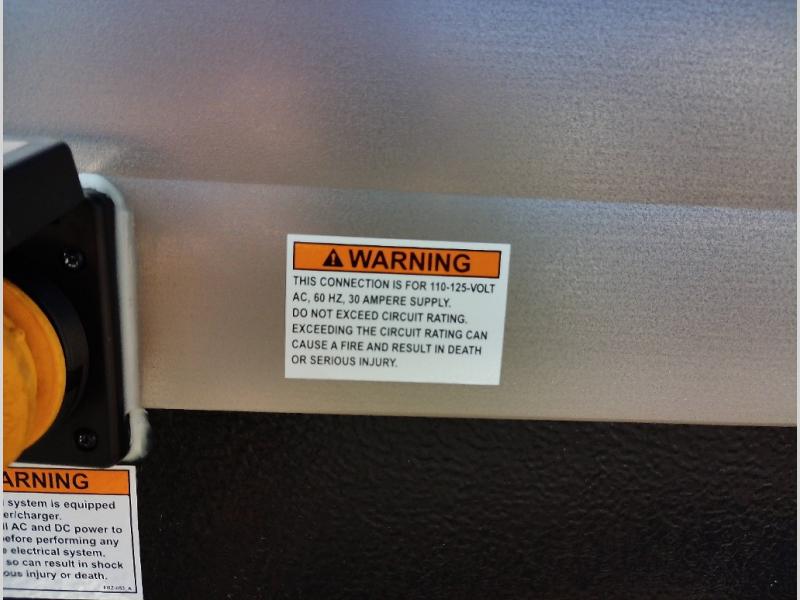 WARNING
THIS CONNECTION IS FOR 110-125-VOLT
AC, 60 HZ, 30 AMPERE SUPPLY.
DO NOT EXCEED CIRCUIT RATING.
EXCEEDING THE CIRCUIT RATING CAN
CAUSE A FIRE AND RESULT IN DEATH
OR SERIOUS INJURY.
ARNING
system is equipped
er/charger.
ll AC and DC power to
before performing any
e electrical system.
so can result in shock
ous injury or death.